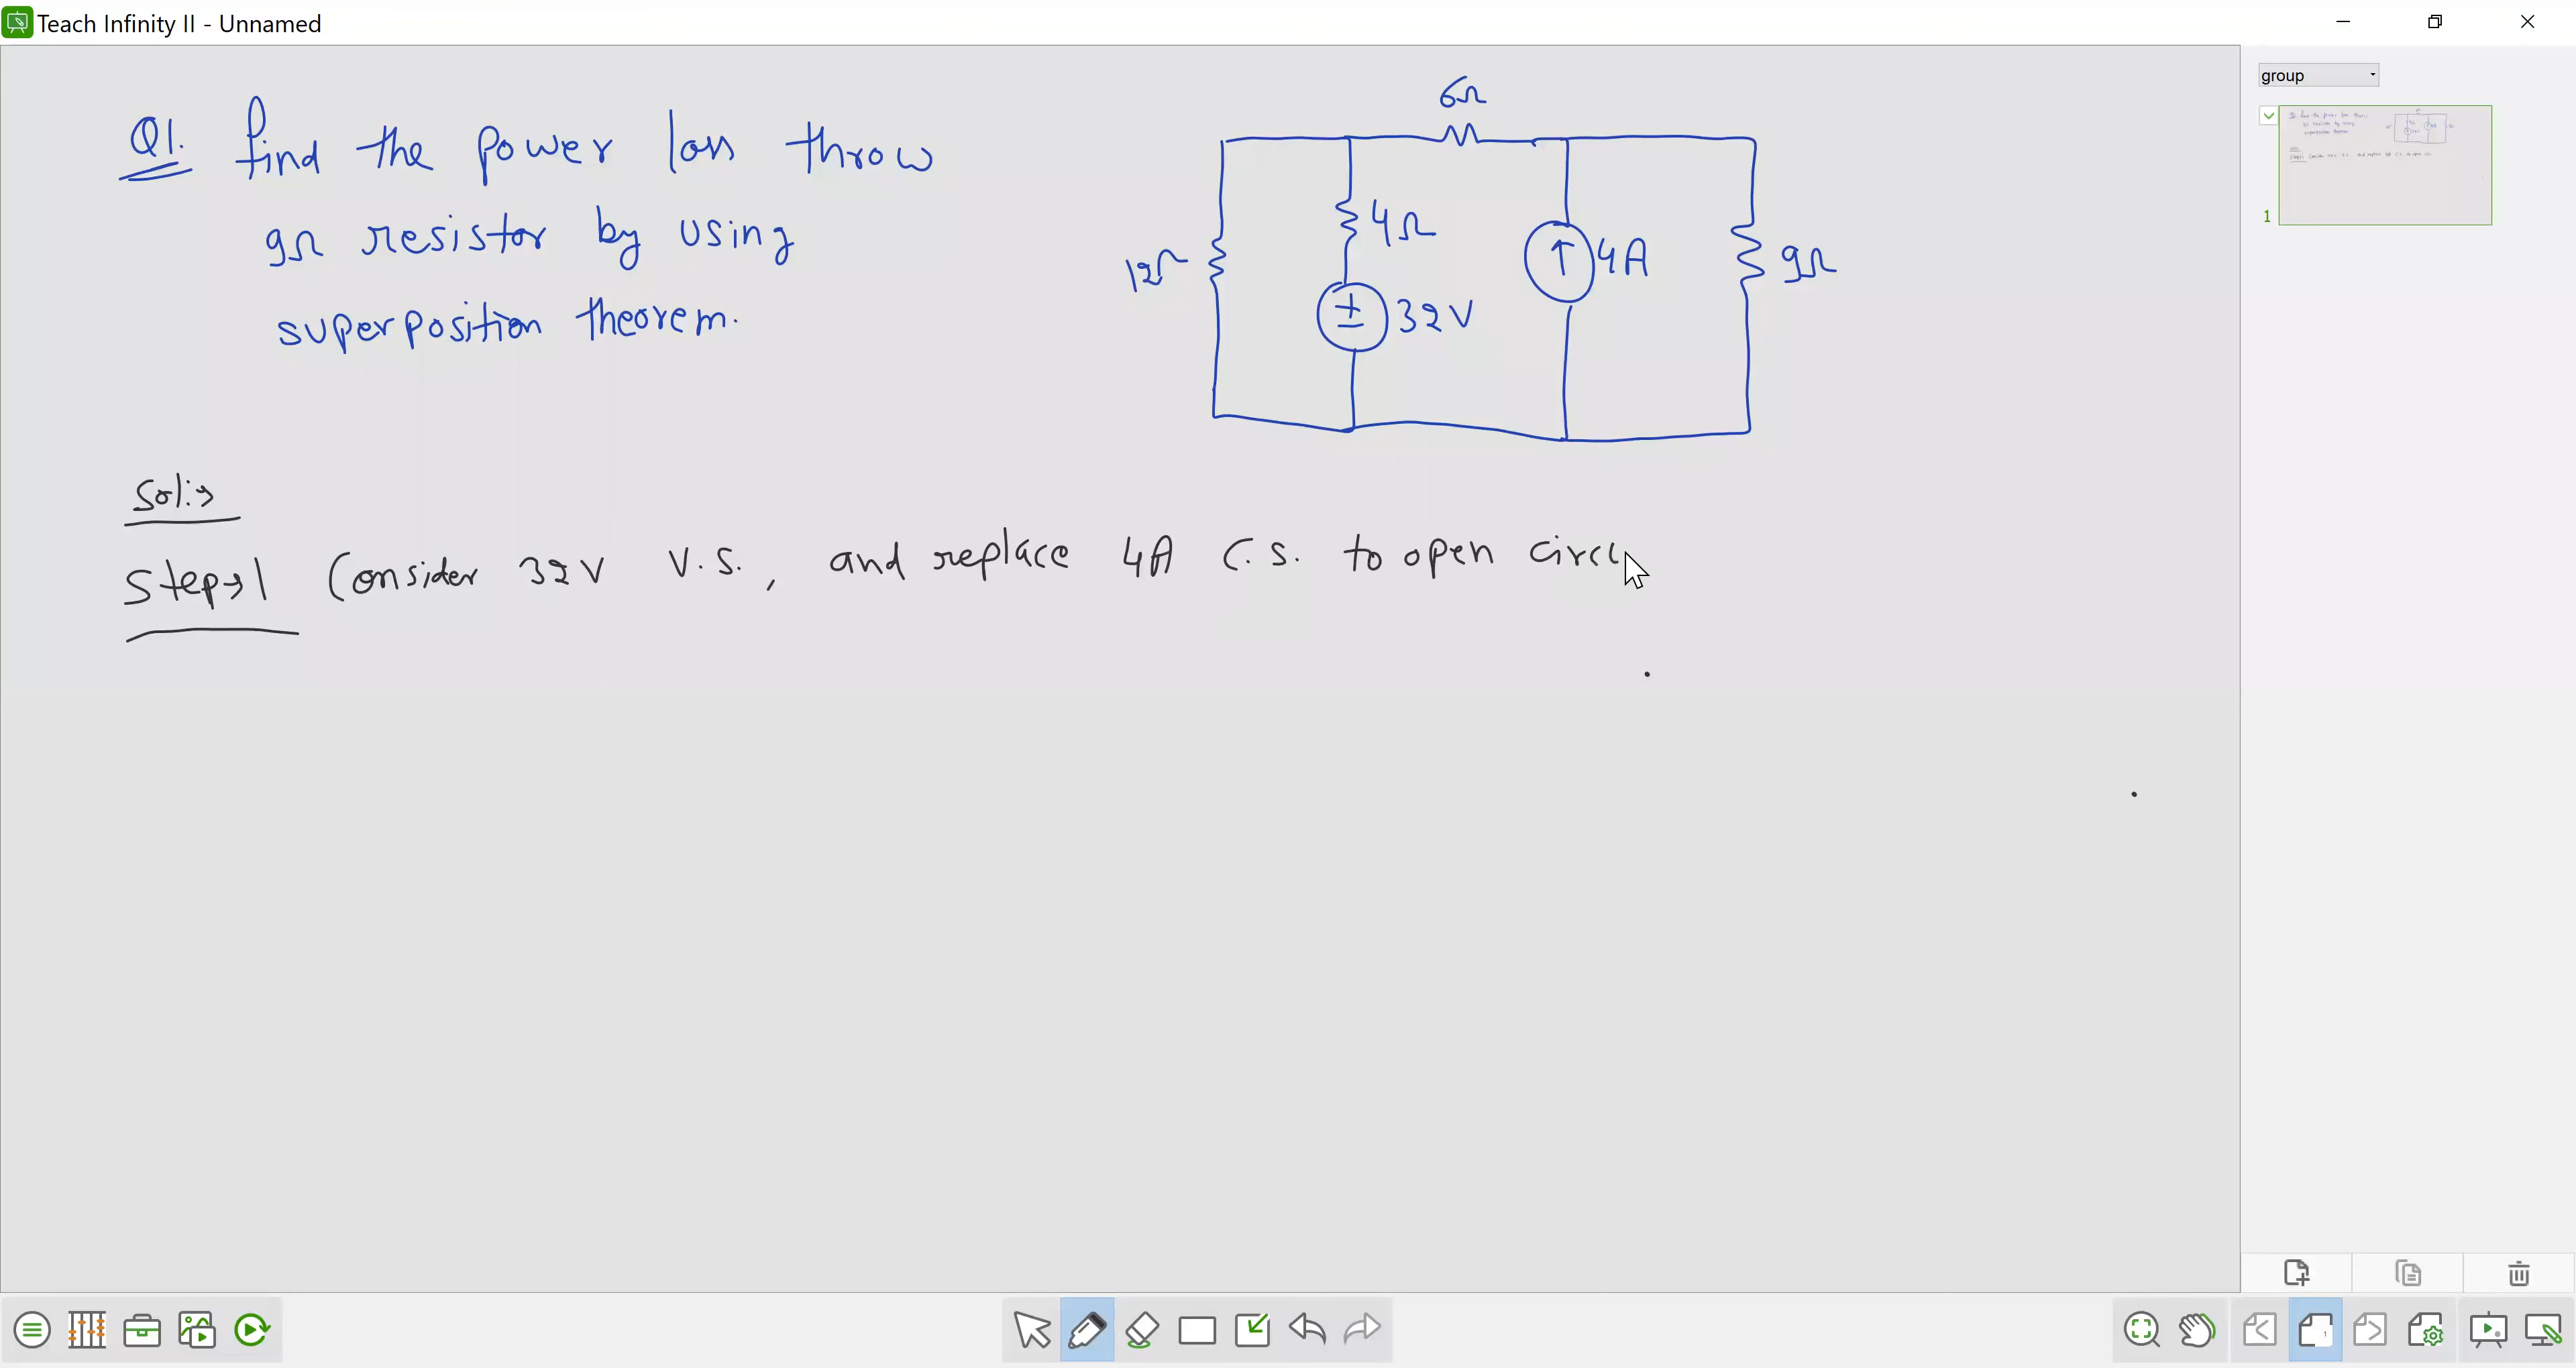 Teach Infinity II - Unnamed
group
Q1. find the power loss throw
9Ω resistor by using
superposition theorem.
6Ω
12Ω
4Ω
32V
4A
9Ω
Sol:→
Step→1 Consider 32V V.S., and replace 4A C.S. to open circu
1